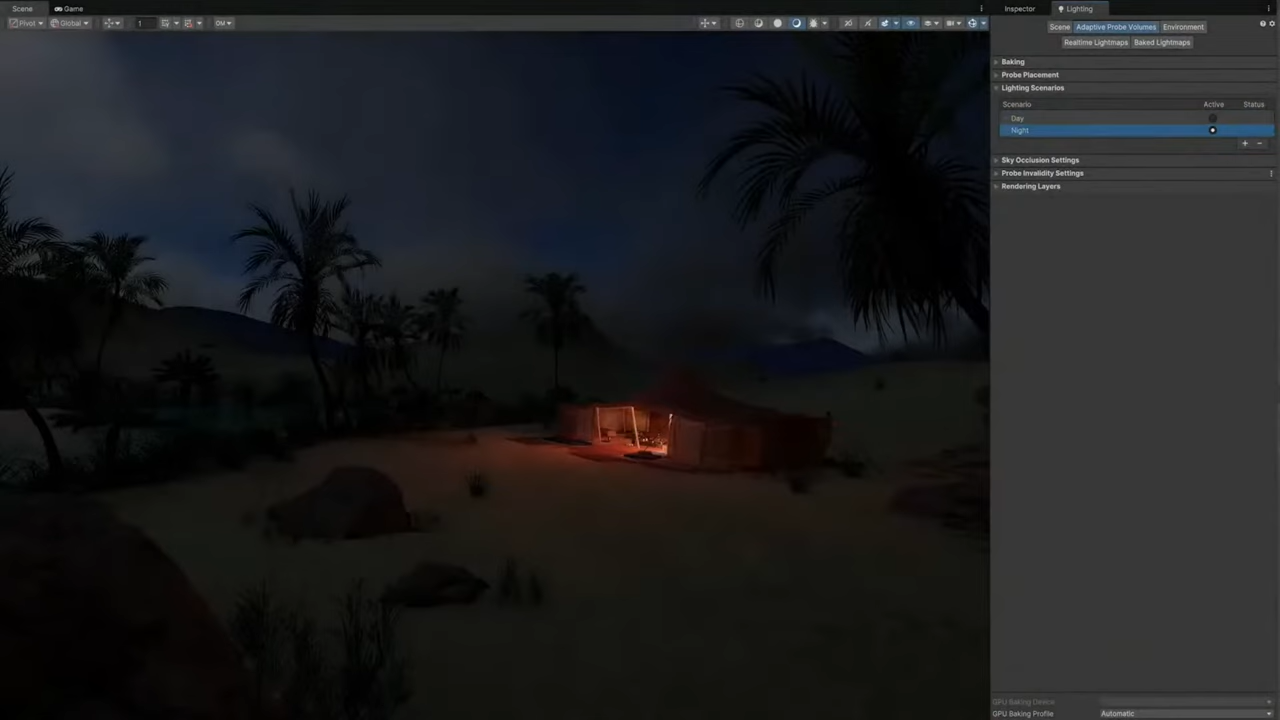 Scene Game
Inspector Lighting
Pivot Global 1 OM
Scene Adaptive Probe Volumes Environment
Realtime Lightmaps Baked Lightmaps
Baking
Probe Placement
Lighting Scenarios
Scenario Active Status
Day
Night
+ −
Sky Occlusion Settings
Probe Invalidity Settings
Rendering Layers
GPU Baking Device
GPU Baking Profile Automatic